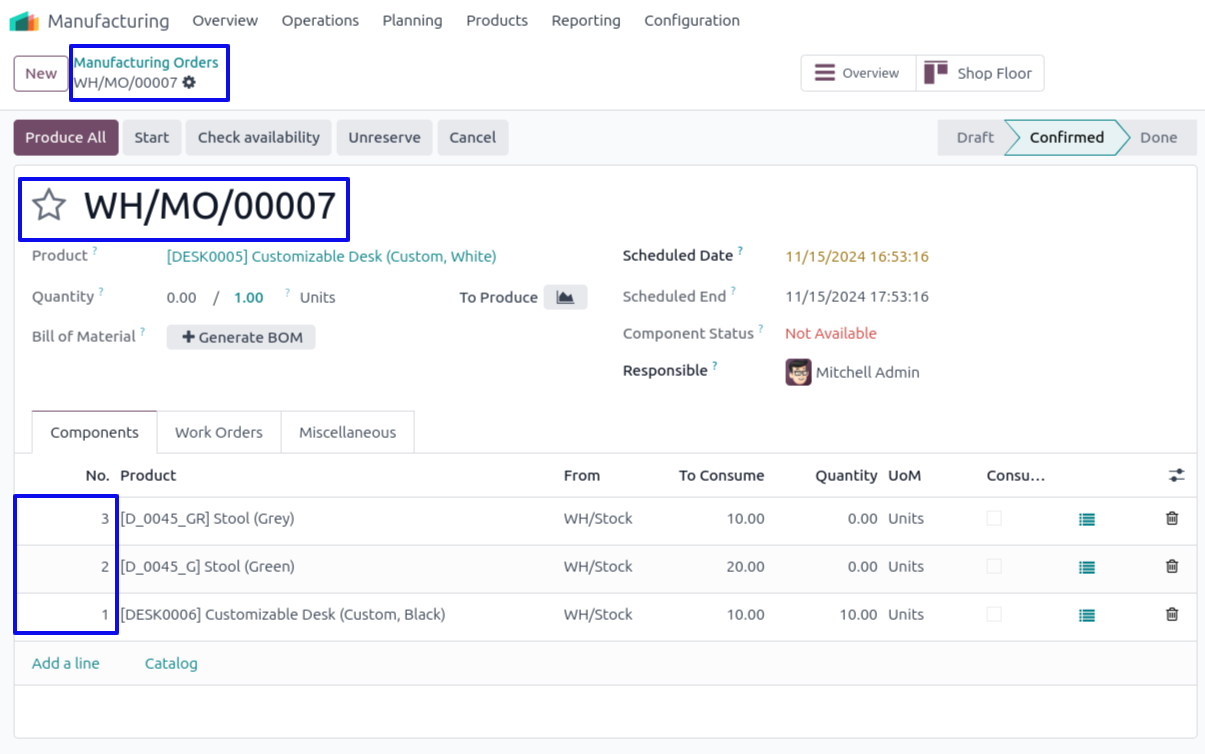 Manufacturing Overview Operations Planning Products Reporting Configuration
New Manufacturing Orders
WH/MO/00007
Overview Shop Floor
Produce All Start Check availability Unreserve Cancel Draft Confirmed Done
WH/MO/00007
Product ? [DESK0005] Customizable Desk (Custom, White) Scheduled Date ? 11/15/2024 16:53:16
Quantity ? 0.00 / 1.00 ? Units To Produce Scheduled End ? 11/15/2024 17:53:16
Bill of Material ? Generate BOM Component Status ? Not Available
Responsible ? Mitchell Admin
Components Work Orders Miscellaneous
No. Product From To Consume Quantity UoM Consu...
3 [D_0045_GR] Stool (Grey) WH/Stock 10.00 0.00 Units
2 [D_0045_G] Stool (Green) WH/Stock 20.00 0.00 Units
1 [DESK0006] Customizable Desk (Custom, Black) WH/Stock 10.00 10.00 Units
Add a line Catalog